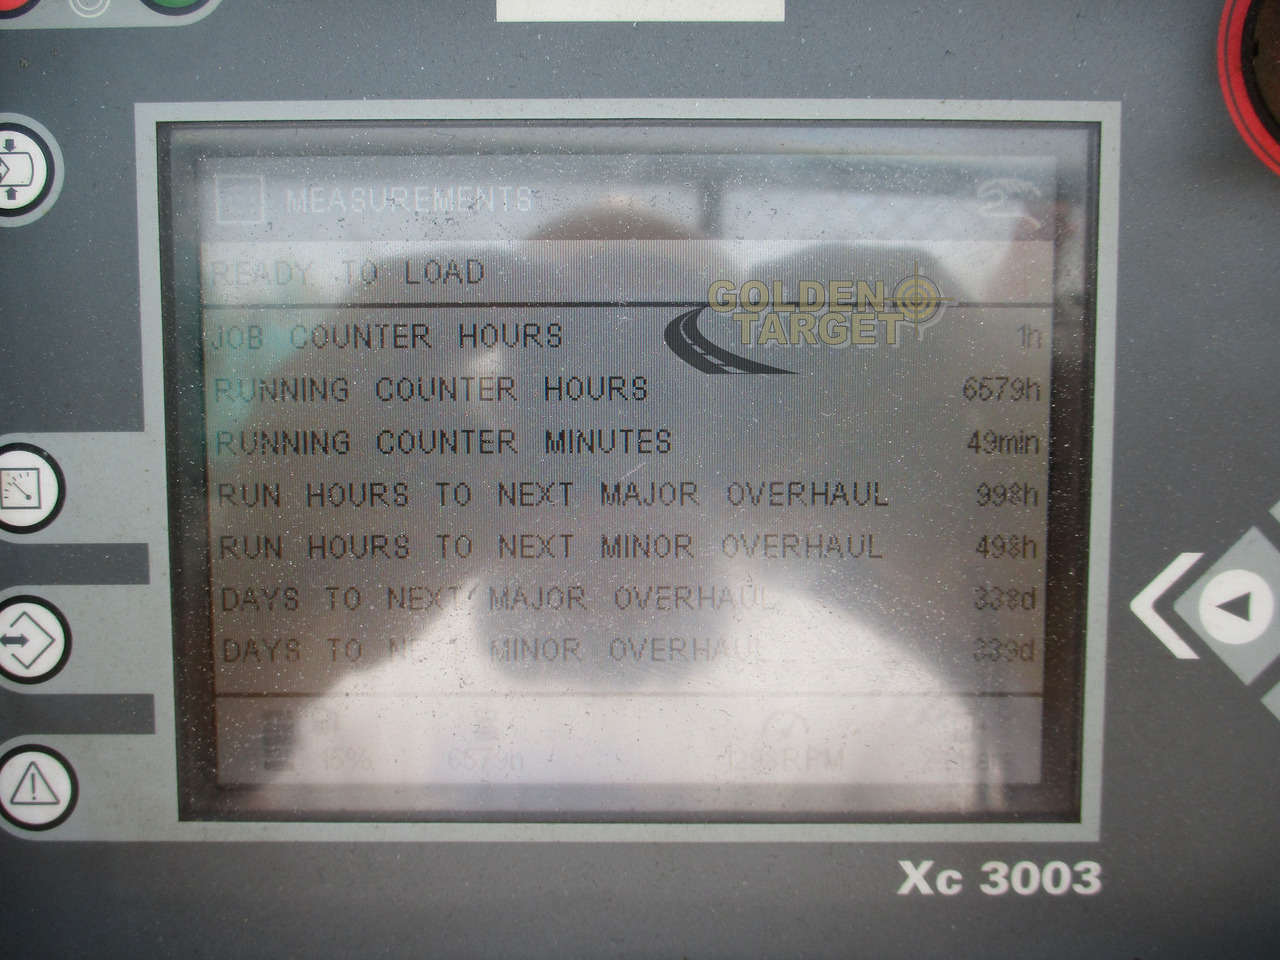 MEASUREMENTS
READY TO LOAD
GOLDEN
TARGET
JOB COUNTER HOURS 1h
RUNNING COUNTER HOURS 6579h
RUNNING COUNTER MINUTES 49min
RUN HOURS TO NEXT MAJOR OVERHAUL 998h
RUN HOURS TO NEXT MINOR OVERHAUL 498h
DAYS TO NEXT MAJOR OVERHAUL 338d
DAYS TO NEXT MINOR OVERHAUL 339d
15% 6579h RPM
Xc 3003